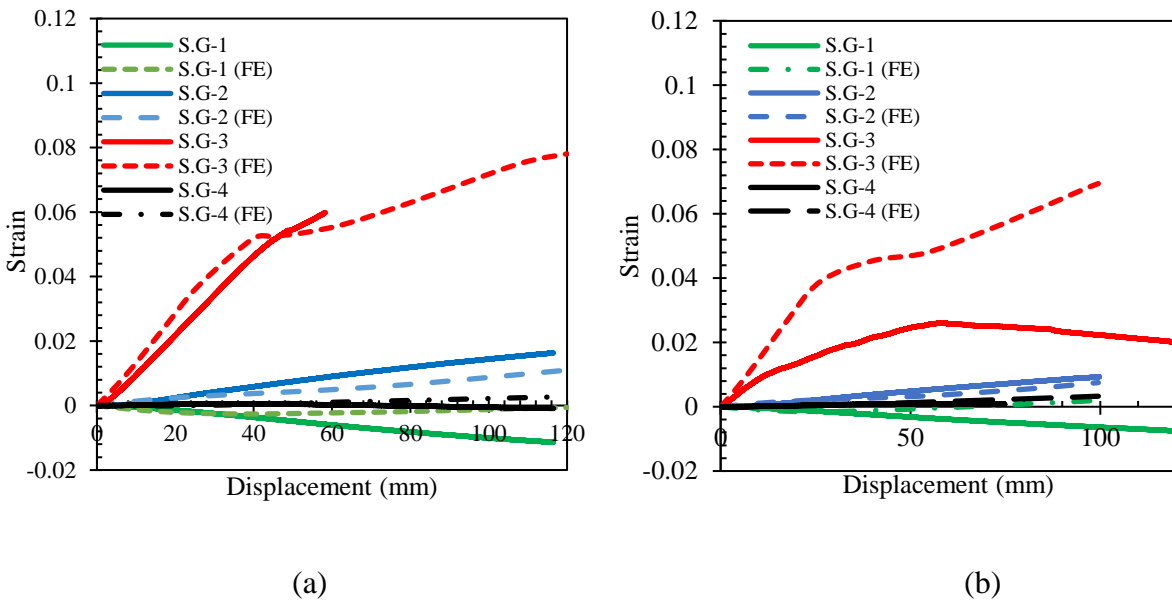 0.12
0.1
0.08
0.06
0.04
0.02
0
-0.02
Strain
S.G-1
S.G-1 (FE)
S.G-2
S.G-2 (FE)
S.G-3
S.G-3 (FE)
S.G-4
S.G-4 (FE)
0 20 40 60 80 100 120
Displacement (mm)
(a)
0.12
0.1
0.08
0.06
0.04
0.02
0
-0.02
Strain
S.G-1
S.G-1 (FE)
S.G-2
S.G-2 (FE)
S.G-3
S.G-3 (FE)
S.G-4
S.G-4 (FE)
0 50 100
Displacement (mm)
(b)